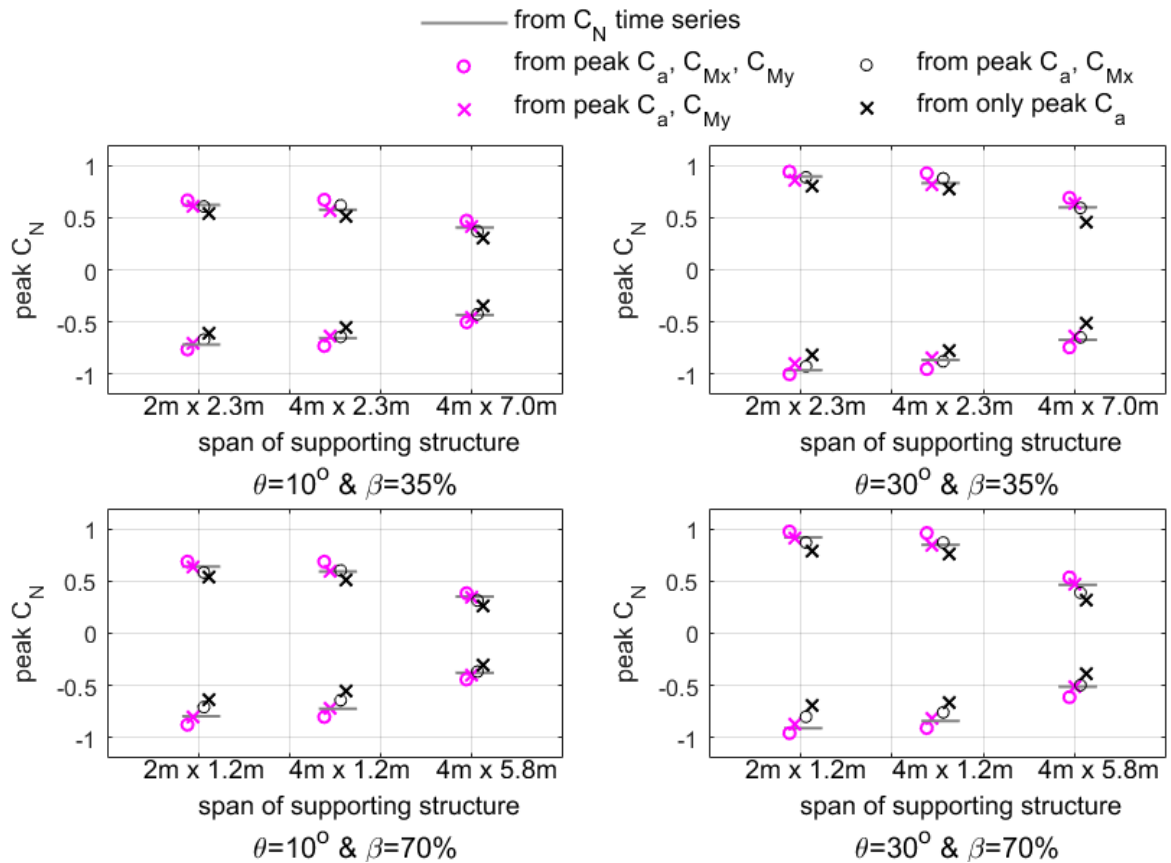 from C_N time series
from peak C_a, C_Mx, C_My
from peak C_a, C_Mx
from peak C_a, C_My
from only peak C_a
1
0.5
0
-0.5
-1
peak C_N
2m x 2.3m 4m x 2.3m 4m x 7.0m
span of supporting structure
θ=10° & β=35%
1
0.5
0
-0.5
-1
peak C_N
2m x 2.3m 4m x 2.3m 4m x 7.0m
span of supporting structure
θ=30° & β=35%
1
0.5
0
-0.5
-1
peak C_N
2m x 1.2m 4m x 1.2m 4m x 5.8m
span of supporting structure
θ=10° & β=70%
1
0.5
0
-0.5
-1
peak C_N
2m x 1.2m 4m x 1.2m 4m x 5.8m
span of supporting structure
θ=30° & β=70%